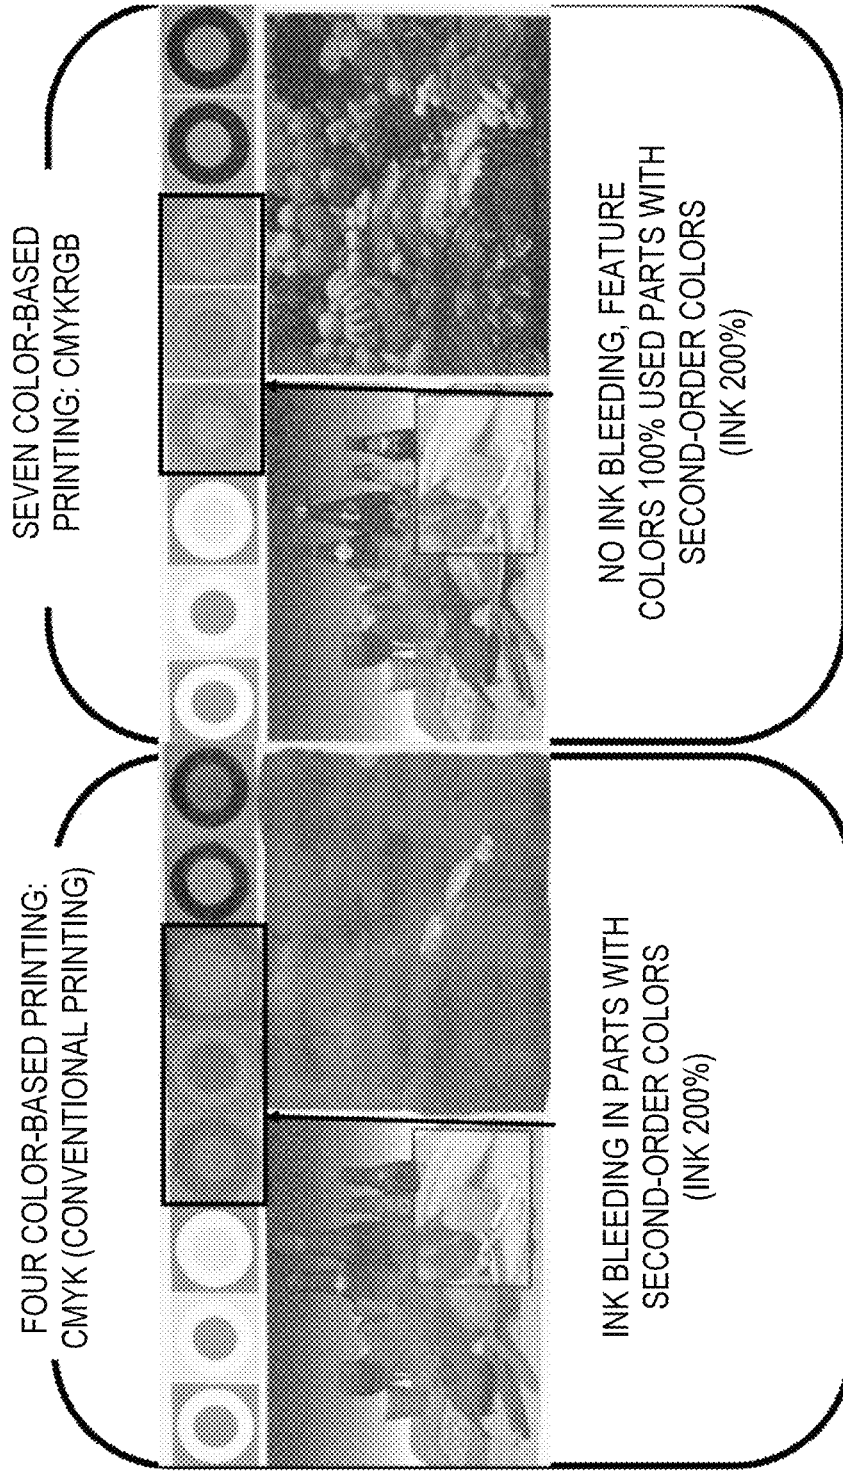 FOUR COLOR-BASED PRINTING:
CMYK (CONVENTIONAL PRINTING)
SEVEN COLOR-BASED
PRINTING: CMYKRGB
INK BLEEDING IN PARTS WITH
SECOND-ORDER COLORS
(INK 200%)
NO INK BLEEDING, FEATURE
COLORS 100% USED PARTS WITH
SECOND-ORDER COLORS
(INK 200%)